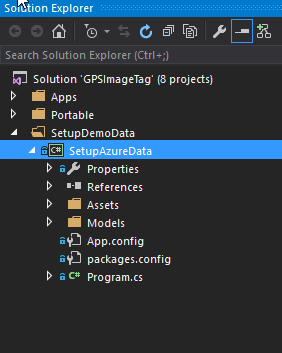 Solution Explorer
Search Solution Explorer (Ctrl+;)
Solution 'GPSImageTag' (8 projects)
Apps
Portable
SetupDemoData
C# SetupAzureData
Properties
References
Assets
Models
App.config
packages.config
C# Program.cs